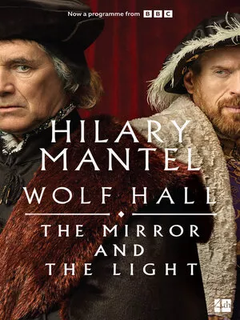 Now a programme from BBC
HILARY
MANTEL
WOLF HALL
THE MIRROR
AND
THE LIGHT
4th